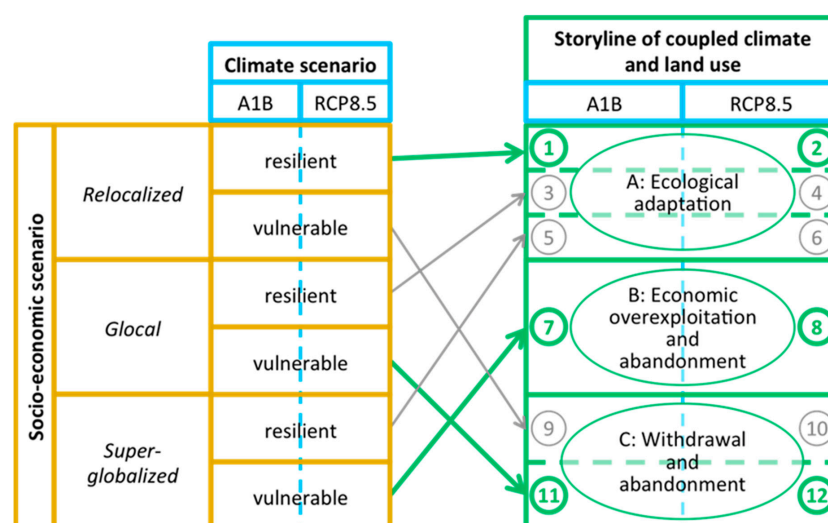 Climate scenario
A1B
RCP8.5
Storyline of coupled climate
and land use
A1B
RCP8.5
Socio-economic scenario
Relocalized
resilient
vulnerable
Glocal
resilient
vulnerable
Super-
globalized
resilient
vulnerable
1
2
3
4
5
6
A: Ecological
adaptation
7
8
B: Economic
overexploitation
and
abandonment
9
10
11
12
C: Withdrawal
and
abandonment